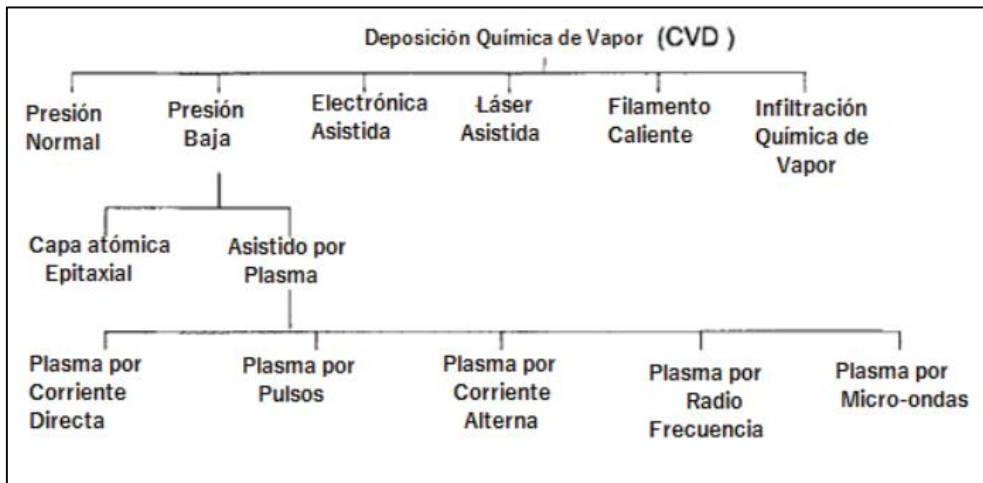 Deposición Química de Vapor (CVD )
Presión
Normal
Presión
Baja
Electrónica
Asistida
Láser
Asistida
Filamento
Caliente
Infiltración
Química de
Vapor
Capa atómica
Epitaxial
Asistido por
Plasma
Plasma por
Corriente
Directa
Plasma por
Pulsos
Plasma por
Corriente
Alterna
Plasma por
Radio
Frecuencia
Plasma por
Micro-ondas